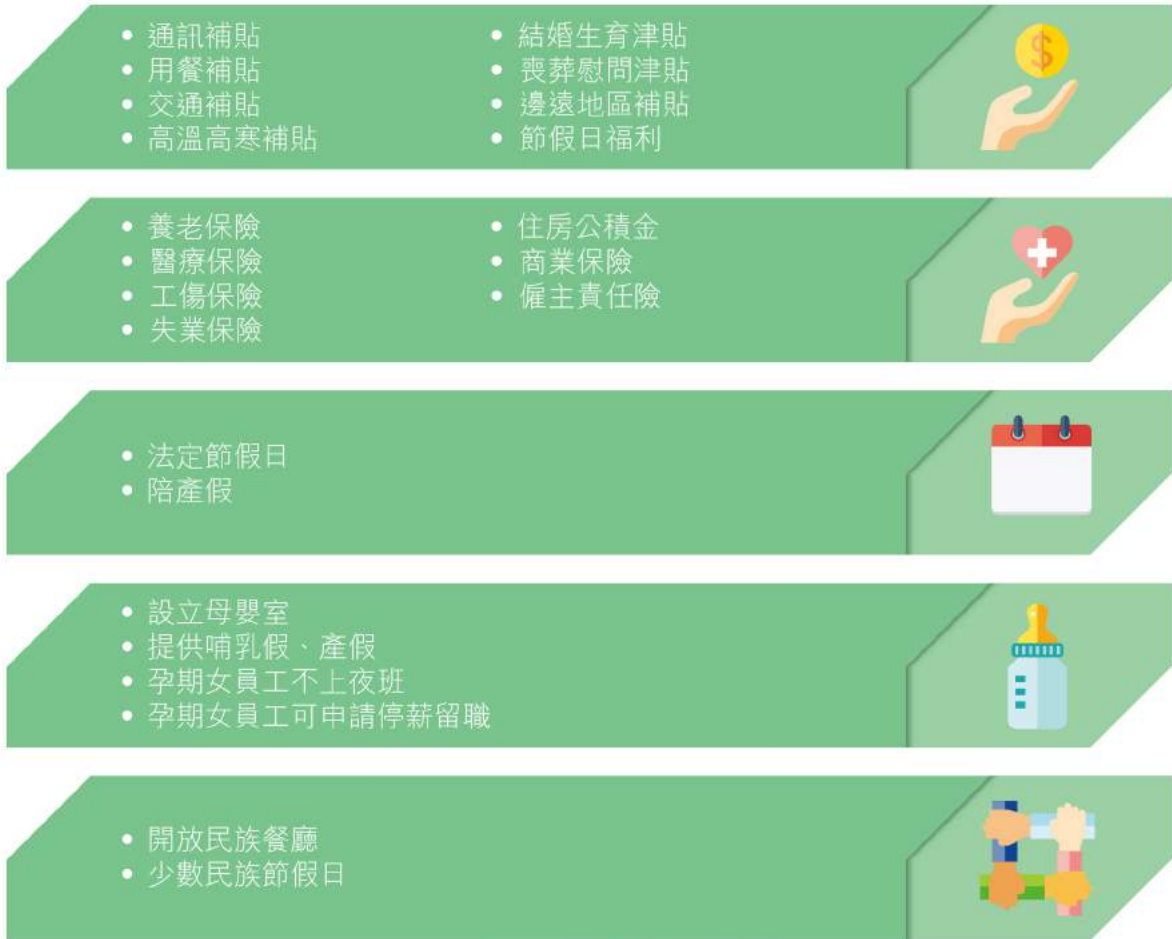 • 通訊補貼
• 用餐補貼
• 交通補貼
• 高溫高寒補貼
• 結婚生育津貼
• 喪葬慰問津貼
• 邊遠地區補貼
• 節假日福利
• 養老保險
• 醫療保險
• 工傷保險
• 失業保險
• 住房公積金
• 商業保險
• 僱主責任險
• 法定節假日
• 陪產假
• 設立母嬰室
• 提供哺乳假、產假
• 孕期女員工不上夜班
• 孕期女員工可申請停薪留職
• 開放民族餐廳
• 少數民族節假日